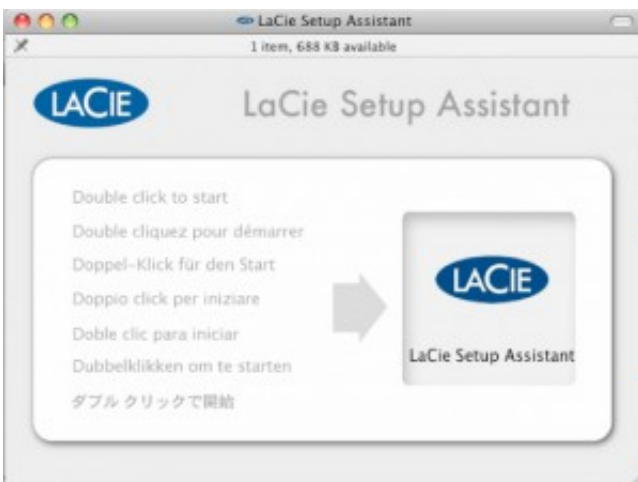 LaCie Setup Assistant
1 item, 688 KB available
LACIE LaCie Setup Assistant
Double click to start
Double cliquez pour démarrer
Doppel-Klick für den Start
Doppio click per iniziare
Doble clic para iniciar
Dubbelklikken om te starten
ダブル クリックで開始
LACIE
LaCie Setup Assistant